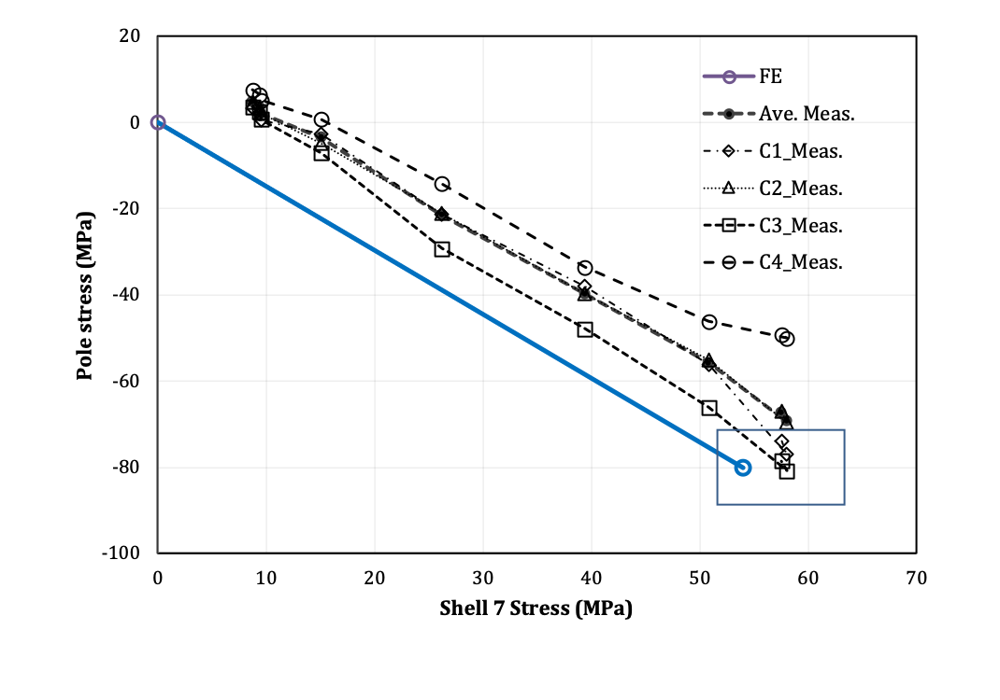 20
0
-20
-40
-60
-80
-100
Pole stress (MPa)
FE
Ave. Meas.
C1_Meas.
C2_Meas.
C3_Meas.
C4_Meas.
0 10 20 30 40 50 60 70
Shell 7 Stress (MPa)